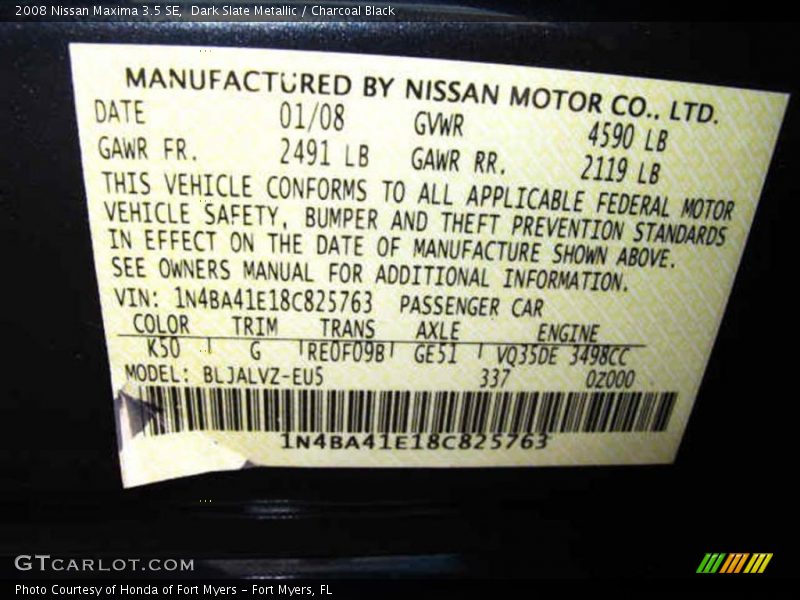 2008 Nissan Maxima 3.5 SE, Dark Slate Metallic / Charcoal Black
MANUFACTURED BY NISSAN MOTOR CO., LTD.
DATE 01/08 GVWR 4590 LB
GAWR FR. 2491 LB GAWR RR. 2119 LB
THIS VEHICLE CONFORMS TO ALL APPLICABLE FEDERAL MOTOR
VEHICLE SAFETY, BUMPER AND THEFT PREVENTION STANDARDS
IN EFFECT ON THE DATE OF MANUFACTURE SHOWN ABOVE.
SEE OWNERS MANUAL FOR ADDITIONAL INFORMATION.
VIN: 1N4BA41E18C825763 PASSENGER CAR
COLOR TRIM TRANS AXLE ENGINE
K50 G RE0F09B GE51 VQ35DE 3498CC
MODEL: BLJALVZ-EU5 337 0Z000
1N4BA41E18C825763
GTCARLOT.COM
Photo Courtesy of Honda of Fort Myers - Fort Myers, FL